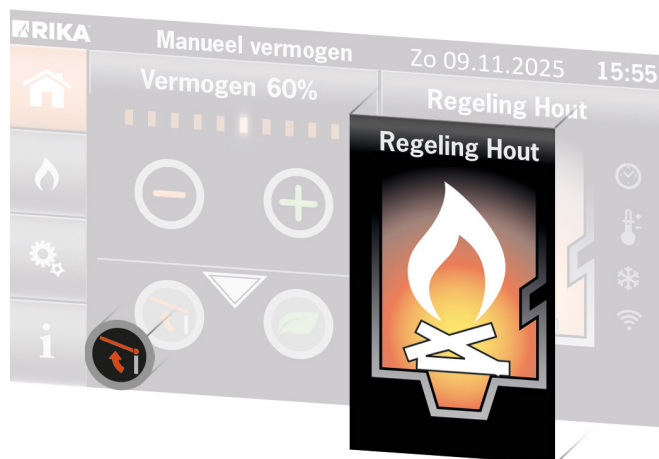 RIKA
Manueel vermogen
Zo 09.11.2025
15:55
Vermogen 60%
Regeling Hout
Regeling Hout
i